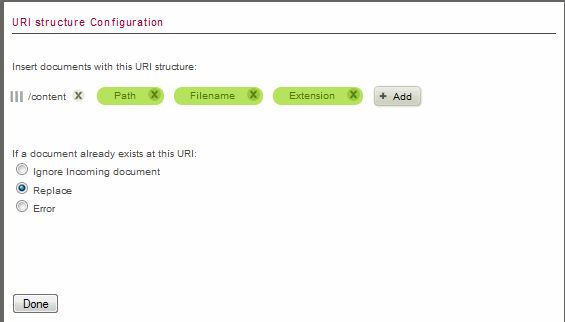 URI structure Configuration
Insert documents with this URI structure:
/content X Path X Filename X Extension X + Add
If a document already exists at this URI:
Ignore Incoming document
Replace
Error
Done